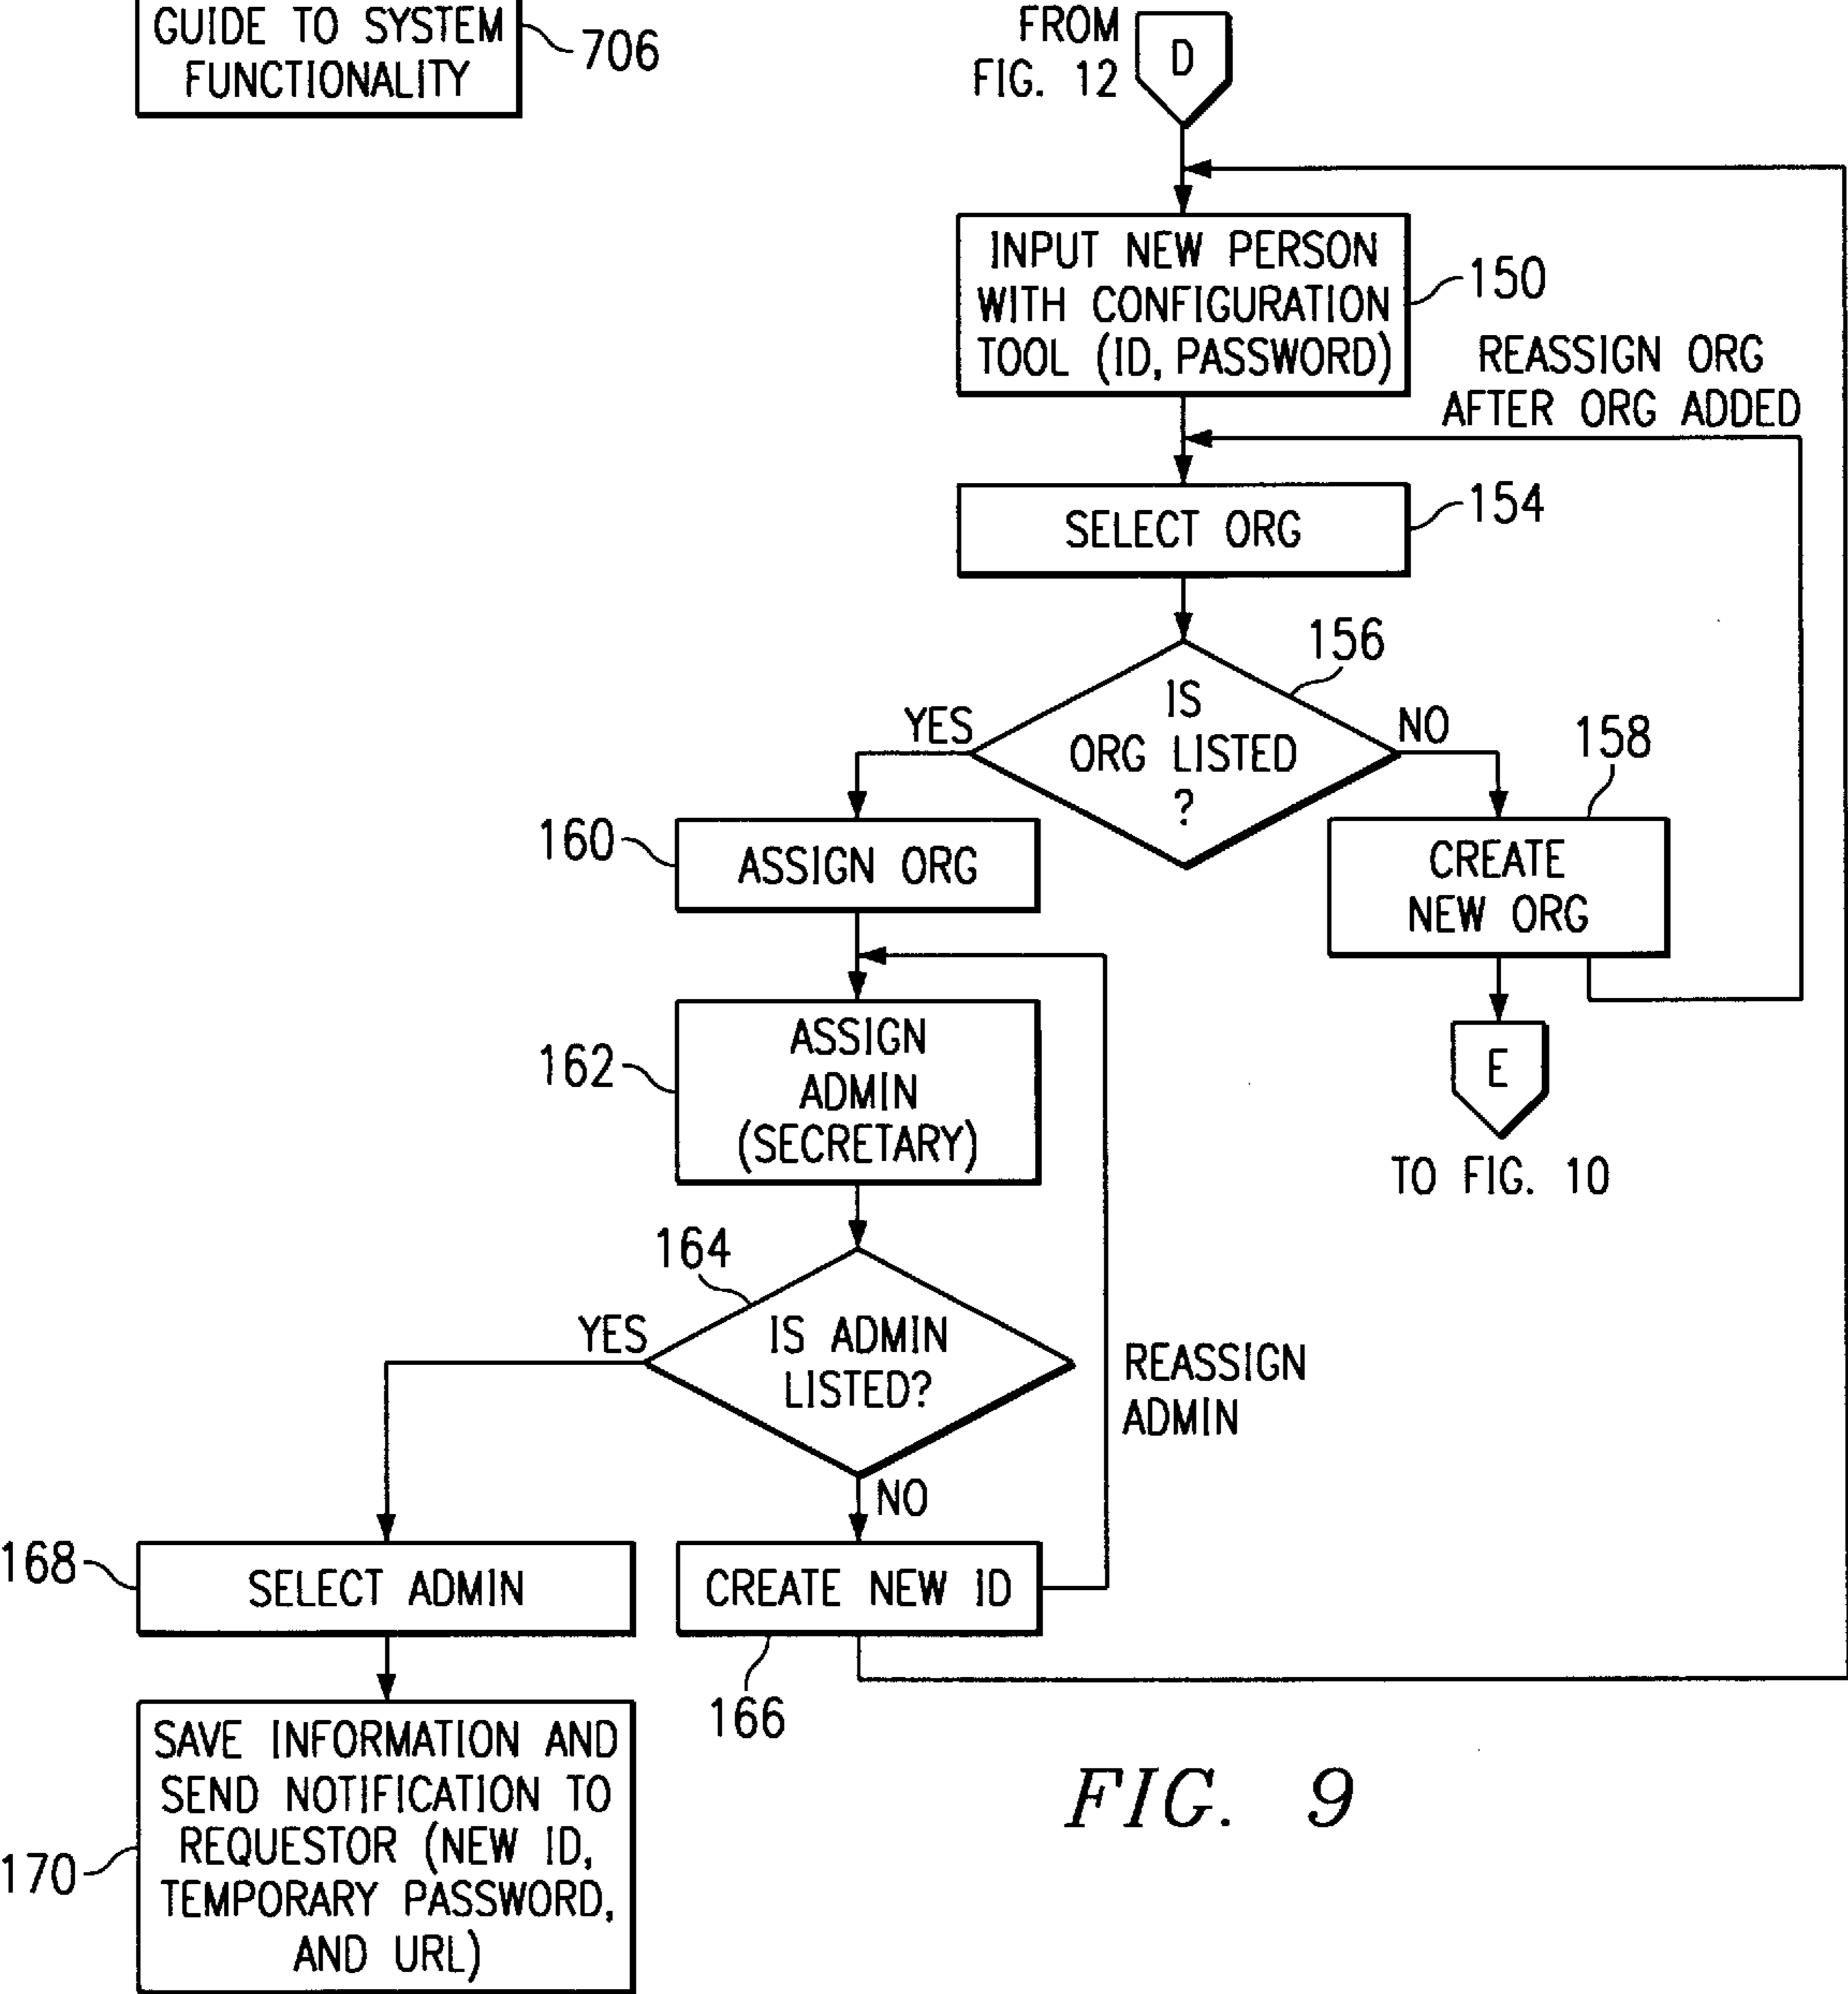 GUIDE TO SYSTEM
FUNCTIONALITY
706
FROM
FIG. 12
D
INPUT NEW PERSON
WITH CONFIGURATION
TOOL (ID, PASSWORD)
150
REASSIGN ORG
AFTER ORG ADDED
SELECT ORG
154
156
IS
ORG LISTED
?
YES
NO
158
160
ASSIGN ORG
CREATE
NEW ORG
162
ASSIGN
ADMIN
(SECRETARY)
E
TO FIG. 10
164
YES
IS ADMIN
LISTED?
REASSIGN
ADMIN
NO
168
SELECT ADMIN
CREATE NEW ID
166
SAVE INFORMATION AND
SEND NOTIFICATION TO
REQUESTOR (NEW ID,
TEMPORARY PASSWORD,
AND URL)
170
FIG. 9